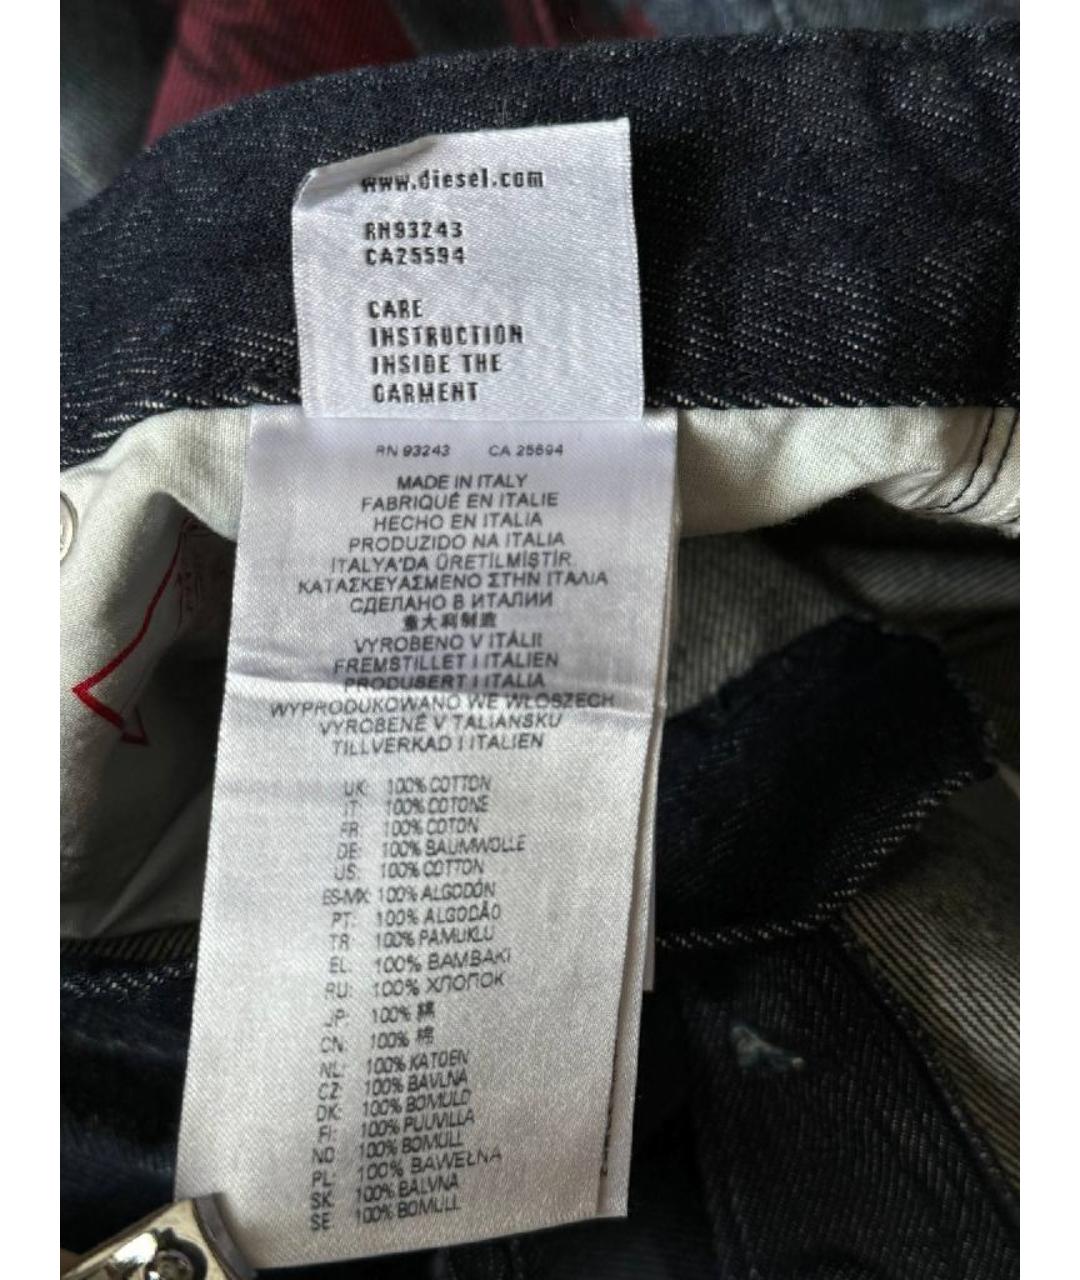 www.diesel.com
RN93243
CA25594
CARE
INSTRUCTION
INSIDE THE
GARMENT
RN 93243 CA 25594
MADE IN ITALY
FABRIQUÉ EN ITALIE
HECHO EN ITALIA
PRODUZIDO NA ITALIA
ITALYA'DA ÜRETILMIŞTIR
ΚΑΤΑΣΚΕΥΑΣΜΕΝΟ ΣΤΗΝ ΙΤΑΛΙΑ
СДЕЛАНО В ИТАЛИИ
意大利制造
VYROBENO V ITÁLII
FREMSTILLET I ITALIEN
PRODUSERT I ITALIA
WYPRODUKOWANO WE WŁOSZECH
VYROBENÉ V TALIANSKU
TILLVERKAD I ITALIEN
UK: 100% COTTON
IT: 100% COTONE
FR: 100% COTON
DE: 100% BAUMWOLLE
US: 100% COTTON
ES-MX: 100% ALGODÓN
PT: 100% ALGODÃO
TR: 100% PAMUKLU
EL: 100% ΒΑΜΒΑΚΙ
RU: 100% ХЛОПОК
JP: 100% 綿
CN: 100% 棉
NL: 100% KATOEN
CZ: 100% BAVLNA
DK: 100% BOMULD
FI: 100% PUUVILLA
NO: 100% BOMULL
PL: 100% BAWEŁNA
SK: 100% BALVNA
SE: 100% BOMULL